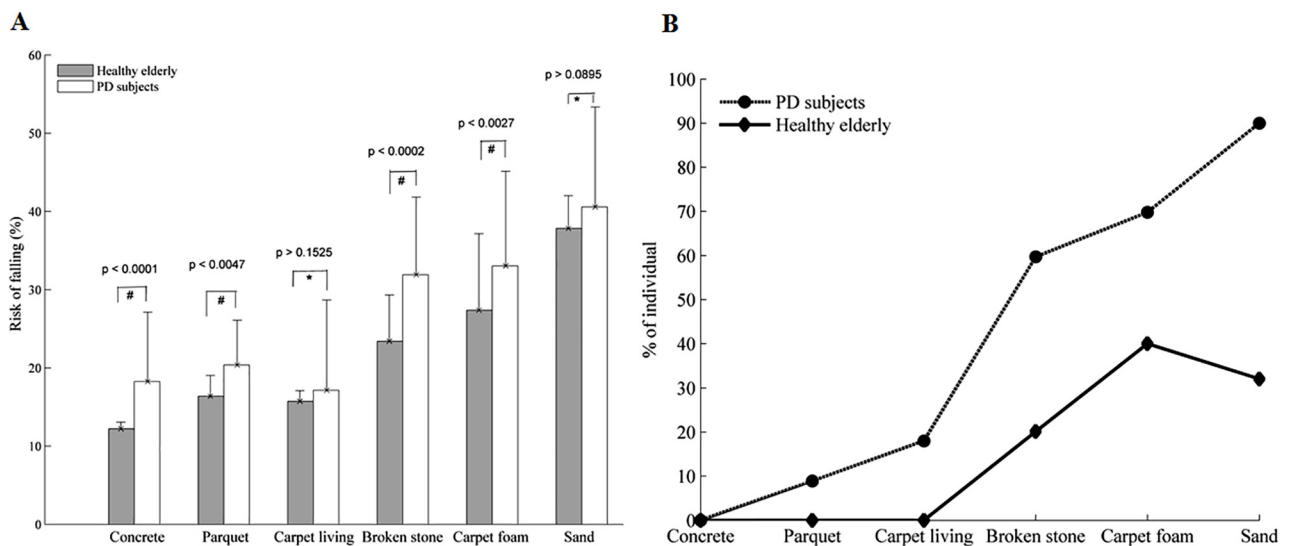 A
60
50
40
30
20
10
0
Risk of falling (%)
Healthy elderly
PD subjects
p < 0.0001
#
p < 0.0047
#
p > 0.1525
*
p < 0.0002
#
p < 0.0027
#
p > 0.0895
*
Concrete Parquet Carpet living Broken stone Carpet foam Sand
B
100
90
80
70
60
50
40
30
20
10
0
% of individual
PD subjects
Healthy elderly
Concrete Parquet Carpet living Broken stone Carpet foam Sand